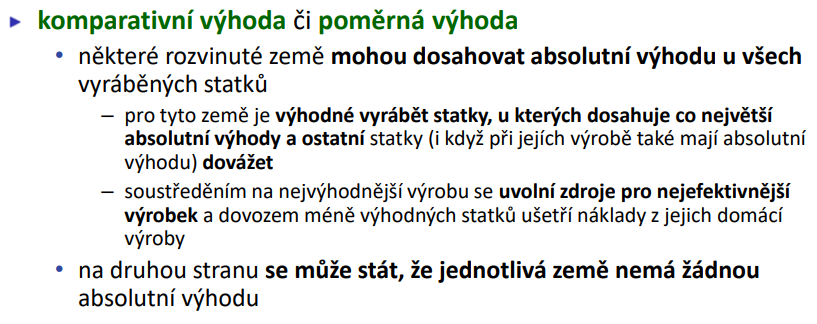 ► komparativní výhoda či poměrná výhoda
• některé rozvinuté země mohou dosahovat absolutní výhodu u všech
vyráběných statků
– pro tyto země je výhodné vyrábět statky, u kterých dosahuje co největší
absolutní výhody a ostatní statky (i když při jejích výrobě také mají absolutní
výhodu) dovážet
– soustředěním na nejvýhodnější výrobu se uvolní zdroje pro nejefektivnější
výrobek a dovozem méně výhodných statků ušetří náklady z jejich domácí
výroby
• na druhou stranu se může stát, že jednotlivá země nemá žádnou
absolutní výhodu